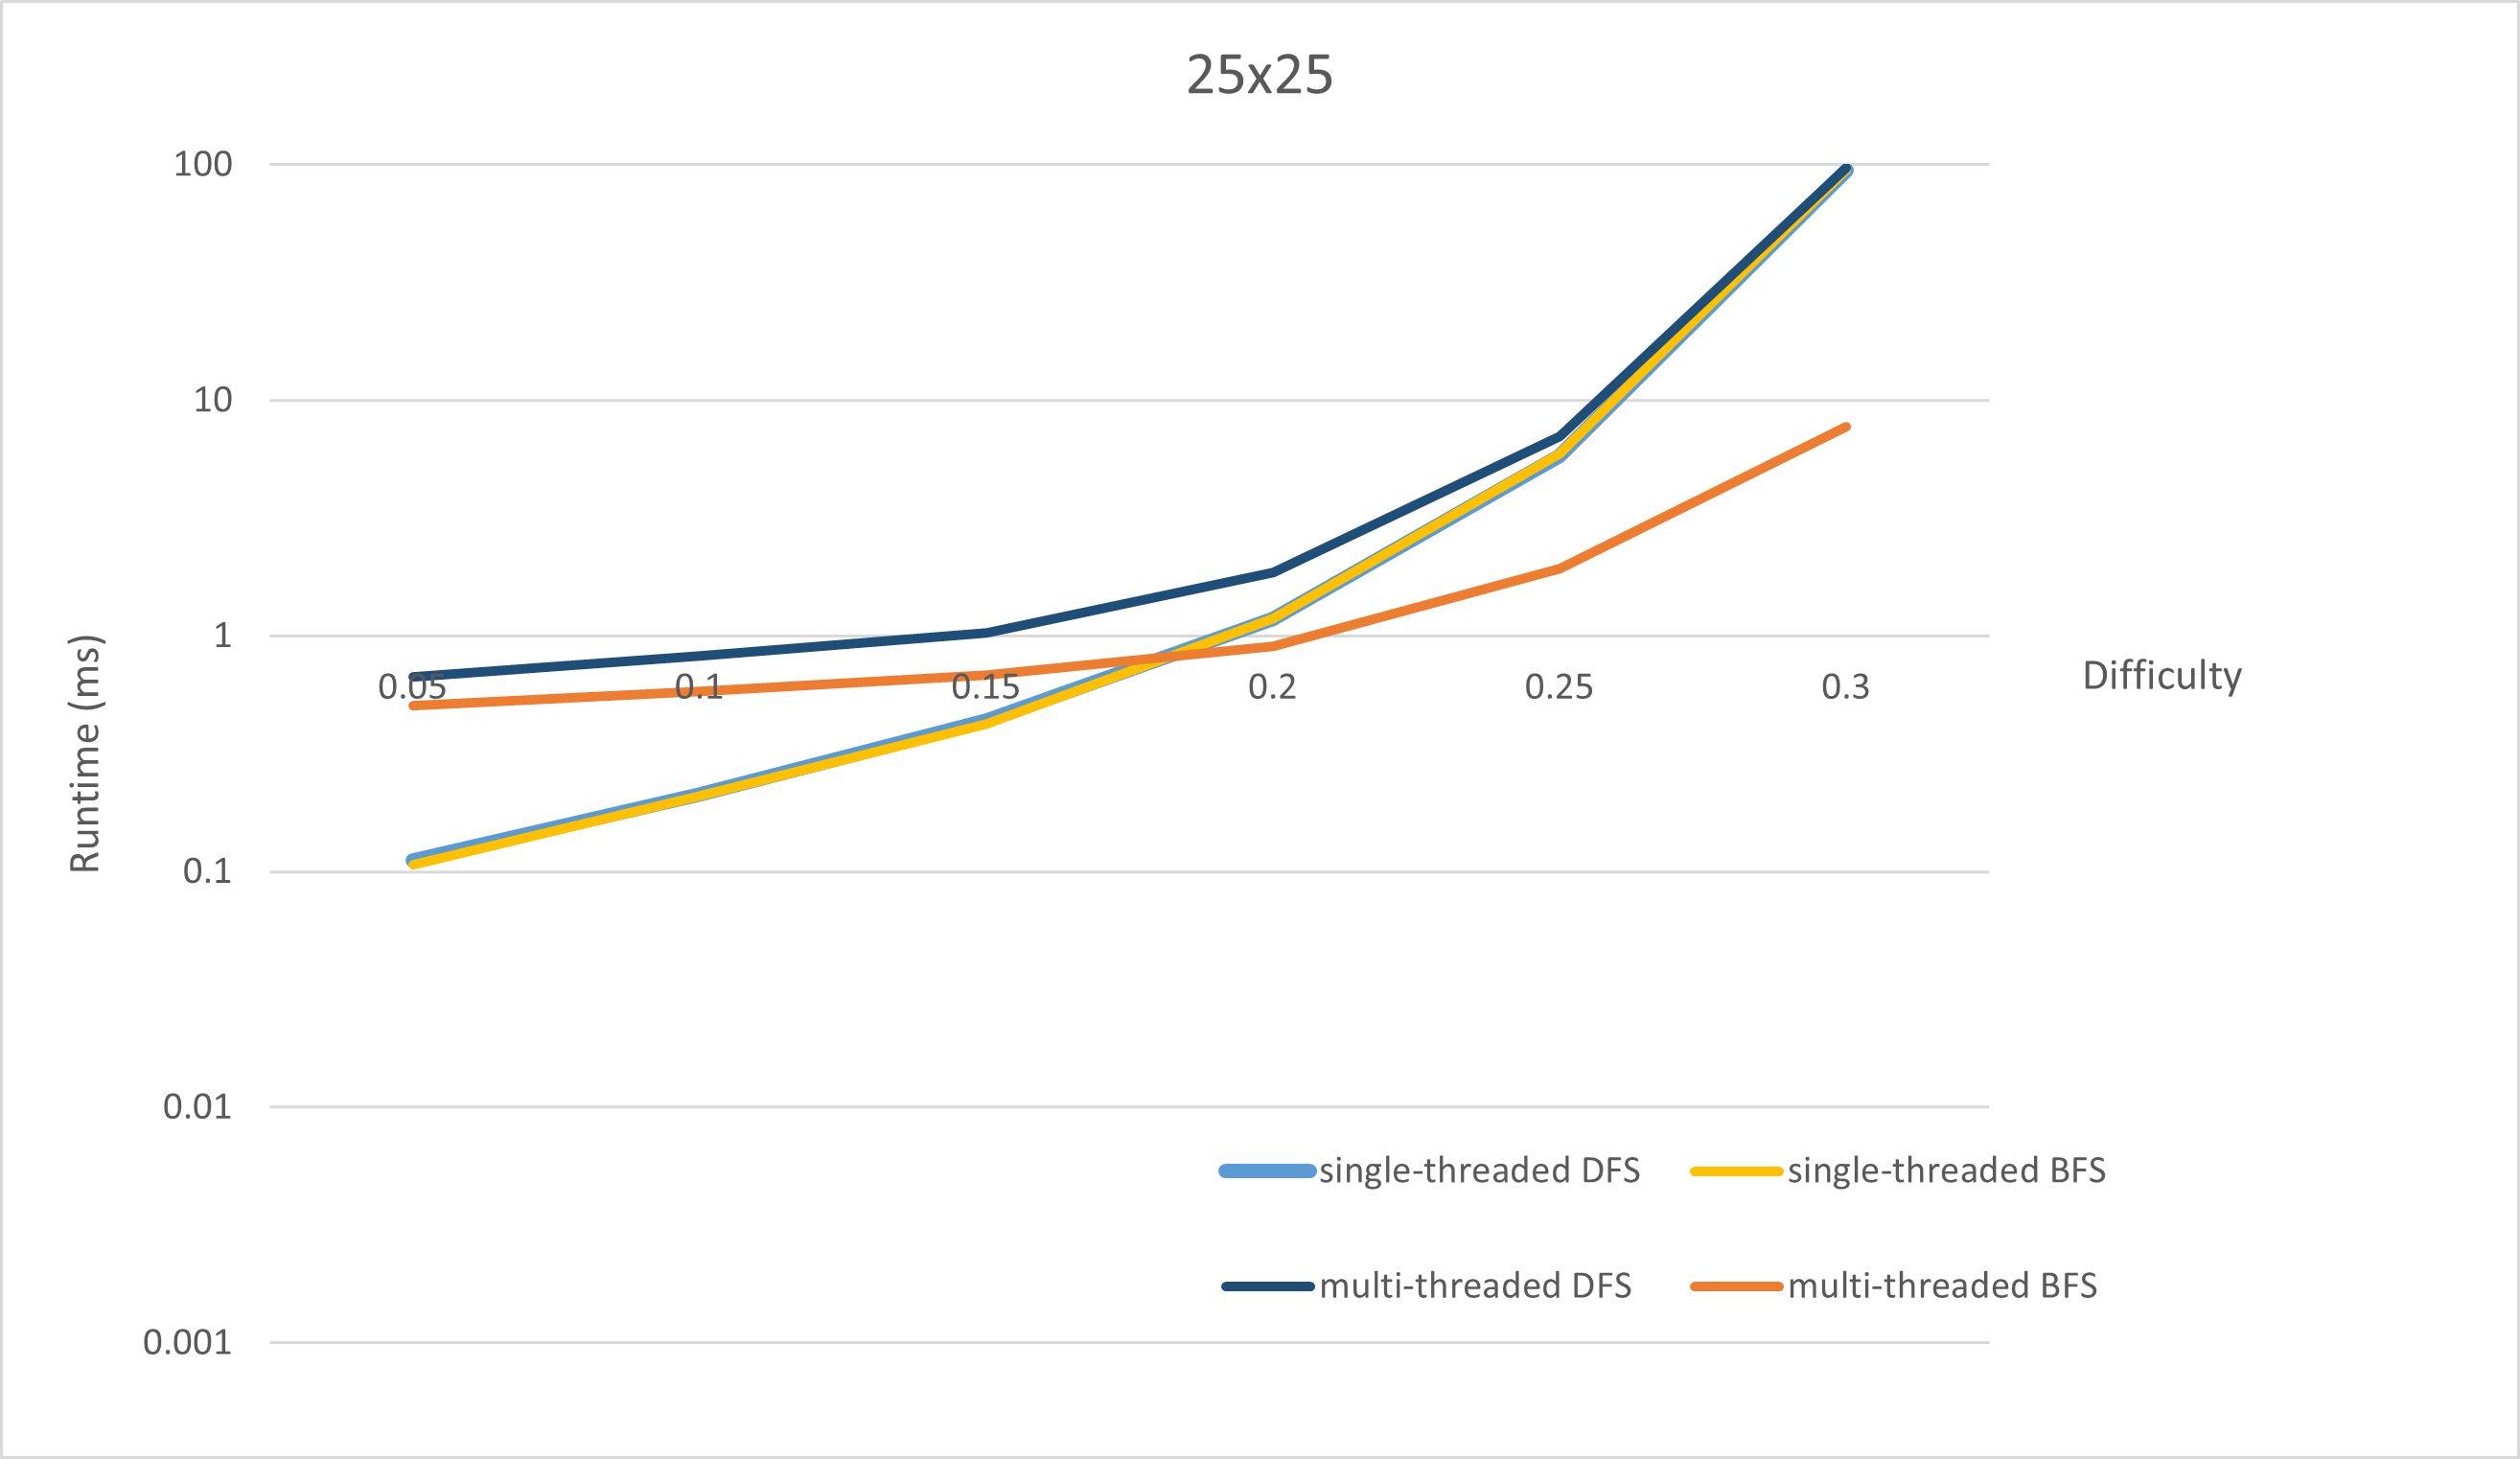 25x25
100
10
1
0.1
0.01
0.001
Runtime (ms)
0.05 0.1 0.15 0.2 0.25 0.3
Difficulty
single-threaded DFS single-threaded BFS
multi-threaded DFS multi-threaded BFS